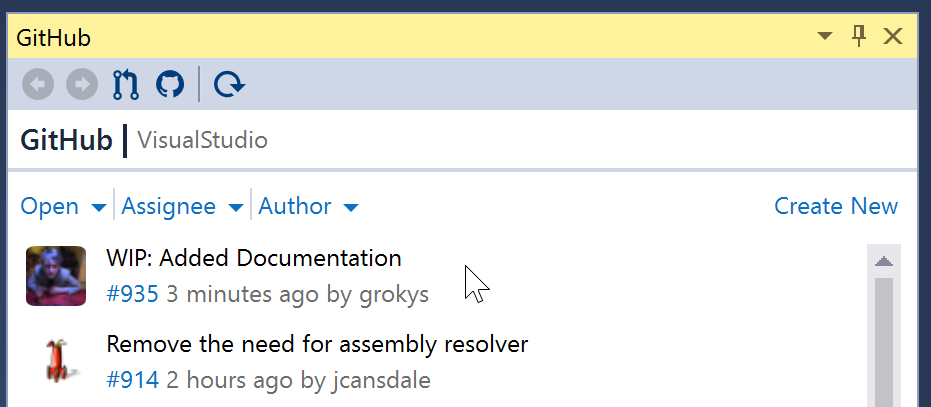 GitHub
GitHub | VisualStudio
Open Assignee Author Create New
WIP: Added Documentation
#935 3 minutes ago by grokys
Remove the need for assembly resolver
#914 2 hours ago by jcansdale